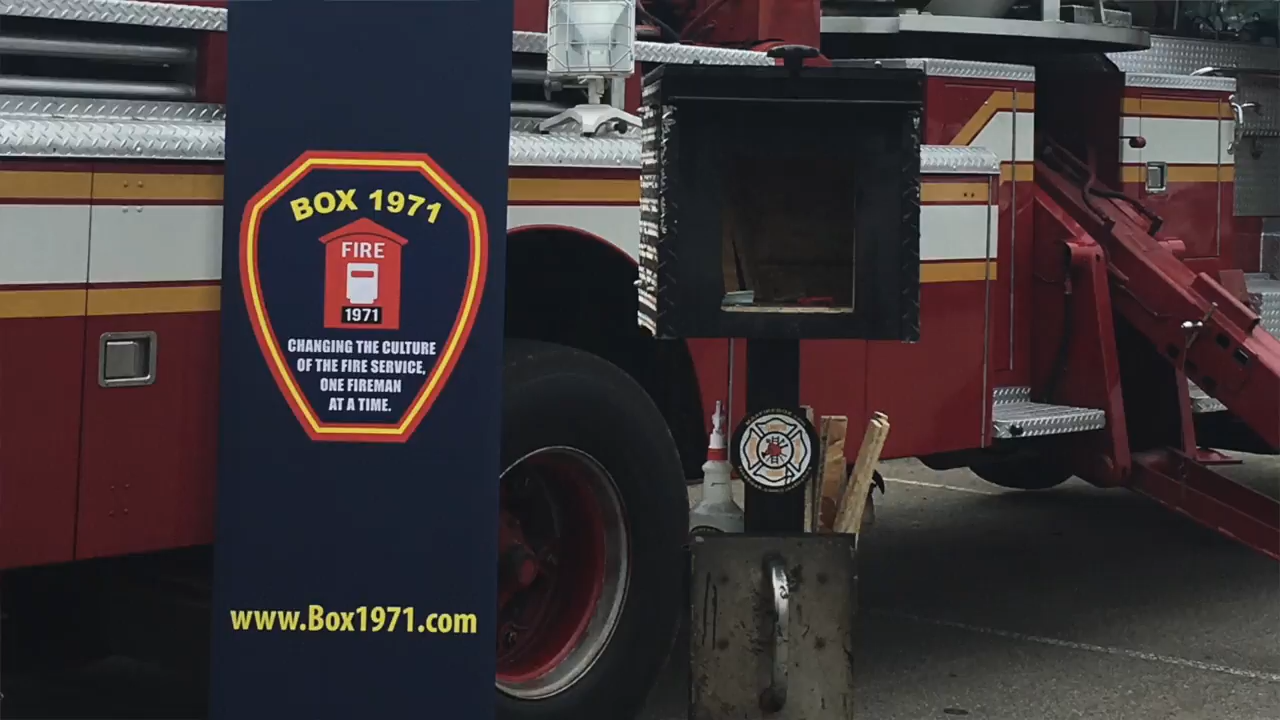 BOX 1971
FIRE
1971
CHANGING THE CULTURE
OF THE FIRE SERVICE,
ONE FIREMAN
AT A TIME.
www.Box1971.com